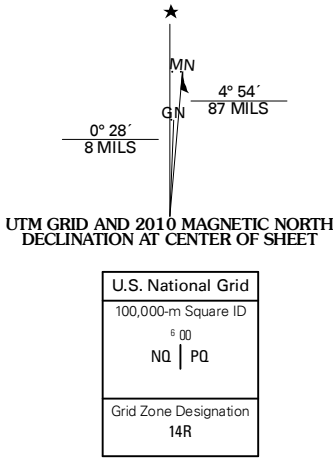 ★
MN
4° 54´
87 MILS
GN
0° 28´
8 MILS
UTM GRID AND 2010 MAGNETIC NORTH
DECLINATION AT CENTER OF SHEET
U.S. National Grid
100,000-m Square ID
6 00
NQ | PQ
Grid Zone Designation
14R